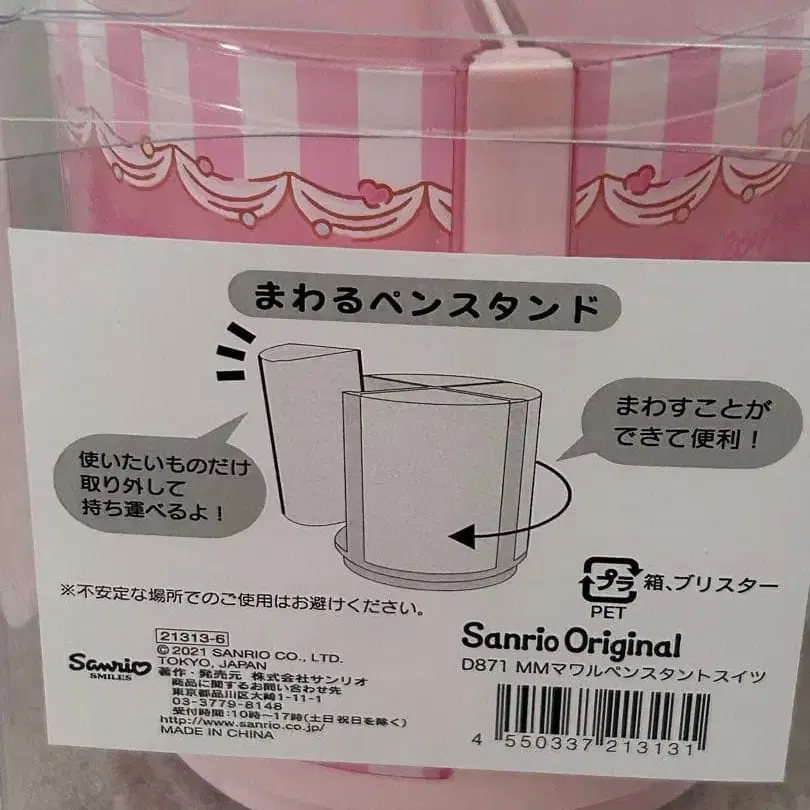 まわるペンスタンド
まわすことが
できて便利！
使いたいものだけ
取り外して
持ち運べるよ！
※不安定な場所でのご使用はお避けください。
プラ 箱、ブリスター
PET
Sanrio Original
D871 MMマワルペンスタントスイツ
4 550337 213131
Sanrio
SMILES
21313-6
©2021 SANRIO CO., LTD.
TOKYO, JAPAN
著作・発売元 株式会社サンリオ
商品に関するお問い合わせ先
東京都品川区大崎1-11-1
03-3779-8148
受付時間:10時～17時(土日祝日を除く)
http://www.sanrio.co.jp/
MADE IN CHINA